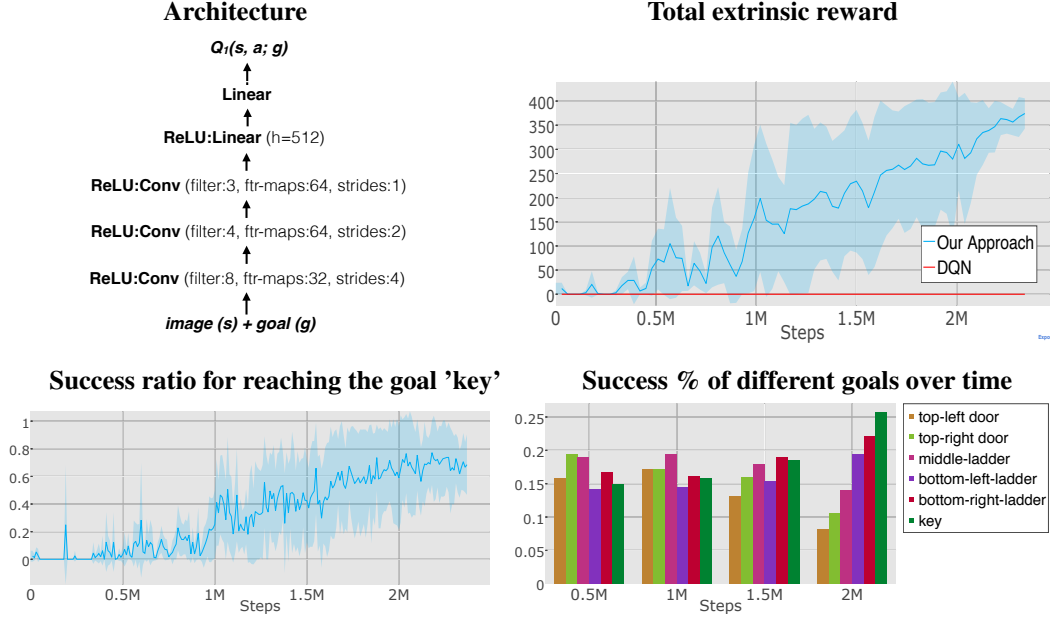 Architecture
Q₁(s, a; g)
Linear
ReLU:Linear (h=512)
ReLU:Conv (filter:3, ftr-maps:64, strides:1)
ReLU:Conv (filter:4, ftr-maps:64, strides:2)
ReLU:Conv (filter:8, ftr-maps:32, strides:4)
image (s) + goal (g)
Total extrinsic reward
400
350
300
250
200
150
100
50
0
Our Approach
DQN
0.5M
1M
1.5M
2M
Steps
Expo
Success ratio for reaching the goal ’key’
1
0.8
0.6
0.4
0.2
0
0
0.5M
1M
1.5M
2M
Steps
Success % of different goals over time
0.25
0.2
0.15
0.1
0.05
0
0.5M
1M
1.5M
2M
Steps
top-left door
top-right door
middle-ladder
bottom-left-ladder
bottom-right-ladder
key